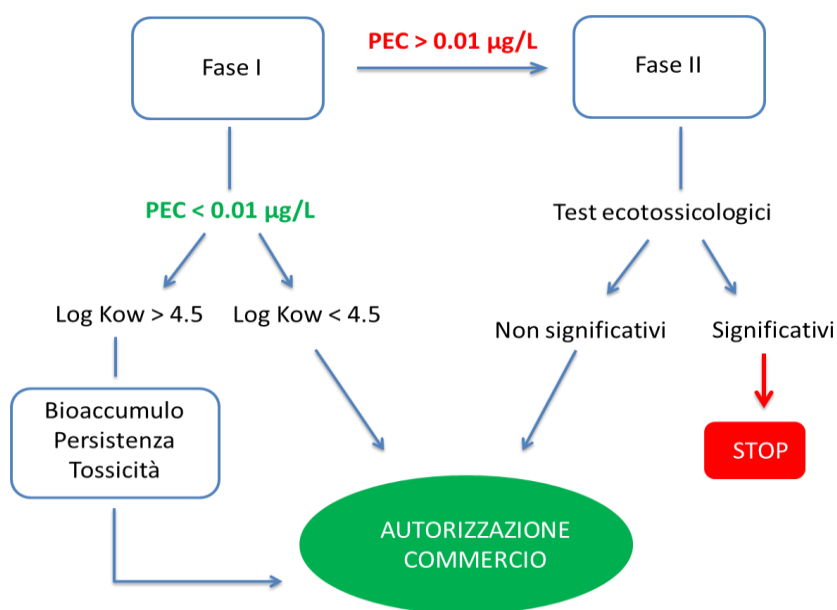 PEC > 0.01 µg/L
Fase I
Fase II
PEC < 0.01 µg/L
Test ecotossicologici
Log Kow > 4.5
Log Kow < 4.5
Non significativi
Significativi
Bioaccumulo
Persistenza
Tossicità
STOP
AUTORIZZAZIONE
COMMERCIO